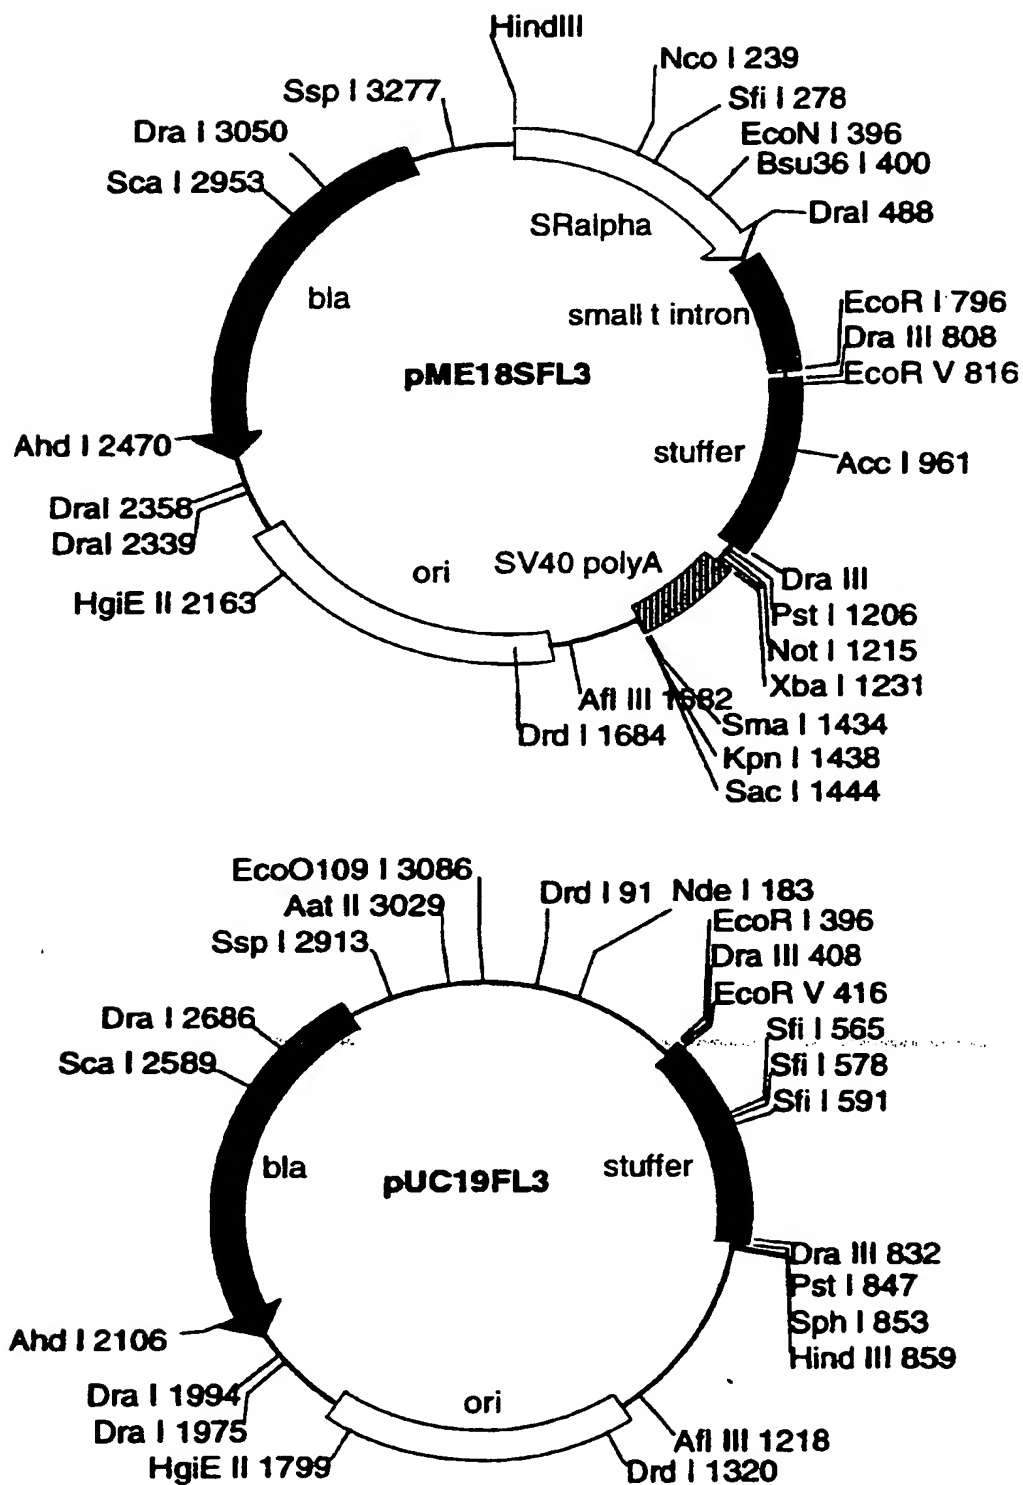 HindIII
Nco I 239
Ssp I 3277
Sfi I 278
Dra I 3050
EcoN I 396
Sca I 2953
Bsu36 I 400
DraI 488
SRalpha
bla
small t intron
EcoR I 796
Dra III 808
pME18SFL3
EcoR V 816
Ahd I 2470
stuffer
Acc I 961
DraI 2358
DraI 2339
ori
SV40 polyA
Dra III
HgiE II 2163
Pst I 1206
Not I 1215
Xba I 1231
Afl III 1682
Sma I 1434
Drd I 1684
Kpn I 1438
Sac I 1444
EcoO109 I 3086
Drd I 91
Nde I 183
Aat II 3029
EcoR I 396
Ssp I 2913
Dra III 408
EcoR V 416
Dra I 2686
Sfi I 565
Sca I 2589
Sfi I 578
Sfi I 591
bla
pUC19FL3
stuffer
Dra III 832
Pst I 847
Sph I 853
Ahd I 2106
Hind III 859
Dra I 1994
ori
Dra I 1975
Afl III 1218
HgiE II 1799
Drd I 1320